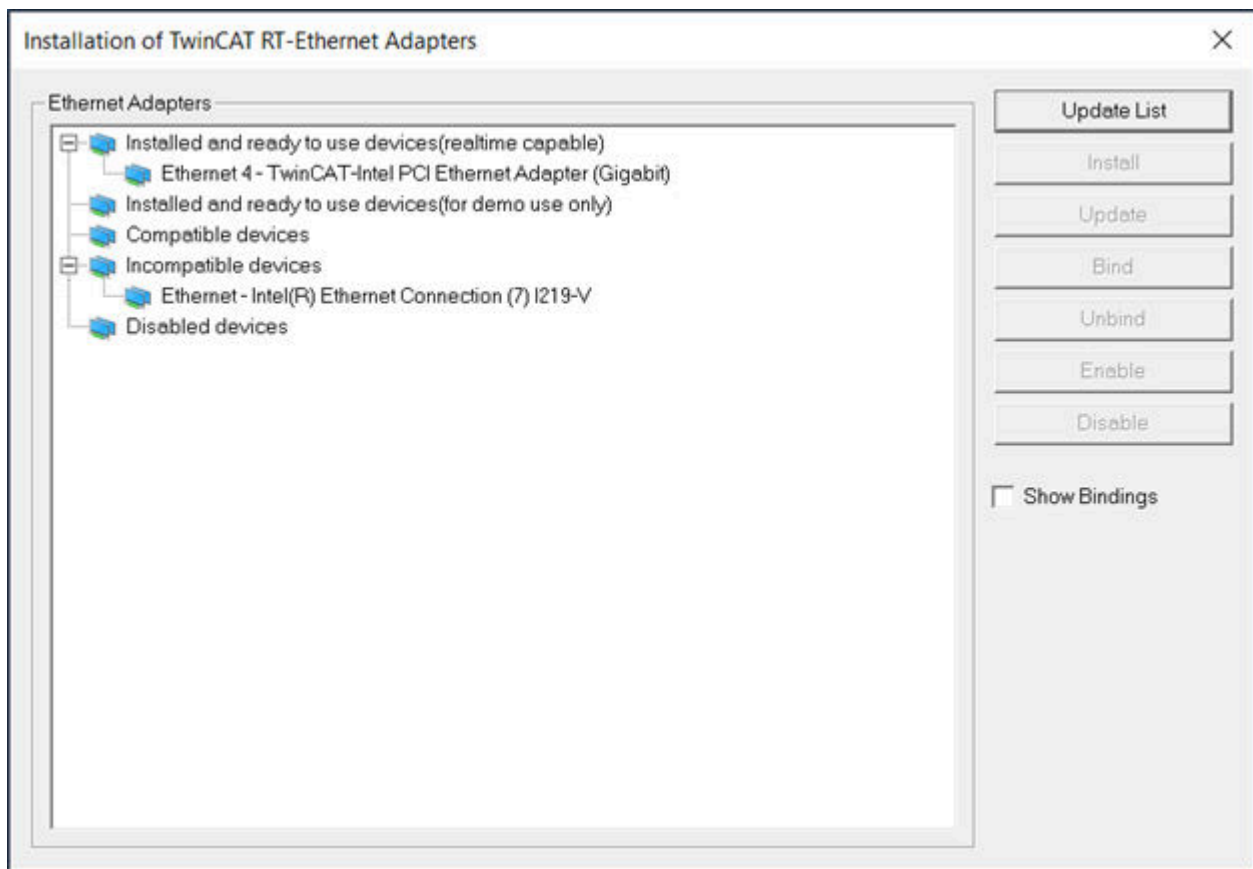 Installation of TwinCAT RT-Ethernet Adapters
Ethernet Adapters
Installed and ready to use devices(realtime capable)
Ethernet 4 - TwinCAT-Intel PCI Ethernet Adapter (Gigabit)
Installed and ready to use devices(for demo use only)
Compatible devices
Incompatible devices
Ethernet - Intel(R) Ethernet Connection (7) I219-V
Disabled devices
Update List
Install
Update
Bind
Unbind
Enable
Disable
Show Bindings